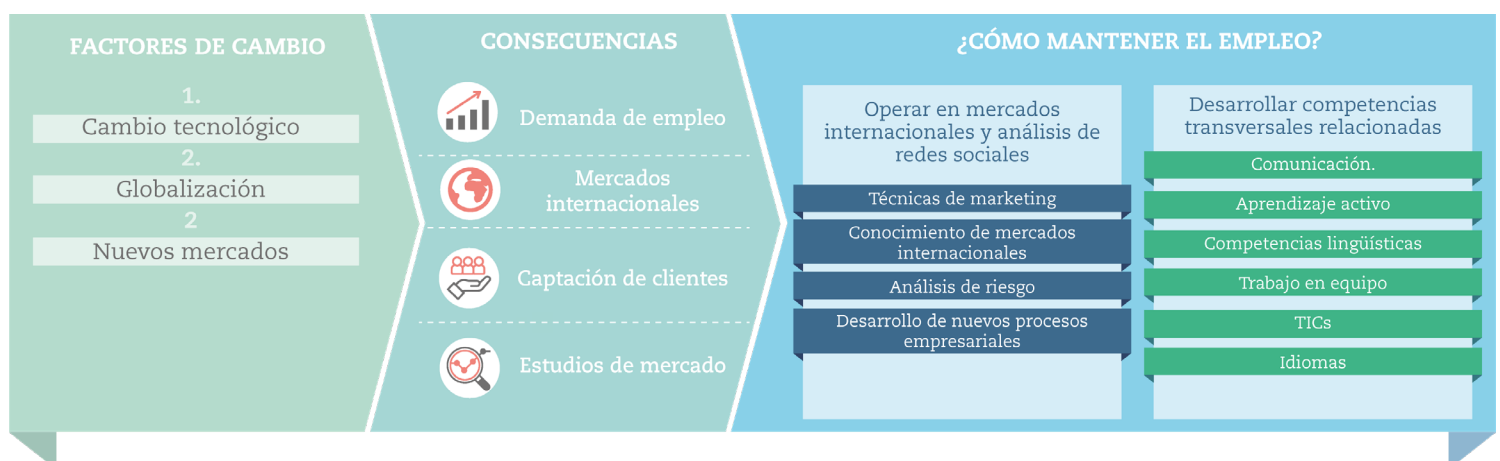 FACTORES DE CAMBIO
1.
Cambio tecnológico
2.
Globalización
2
Nuevos mercados
CONSECUENCIAS
Demanda de empleo
Mercados
internacionales
Captación de clientes
Estudios de mercado
¿CÓMO MANTENER EL EMPLEO?
Operar en mercados
internacionales y análisis de
redes sociales
Técnicas de marketing
Conocimiento de mercados
internacionales
Análisis de riesgo
Desarrollo de nuevos procesos
empresariales
Desarrollar competencias
transversales relacionadas
Comunicación.
Aprendizaje activo
Competencias lingüísticas
Trabajo en equipo
TICs
Idiomas